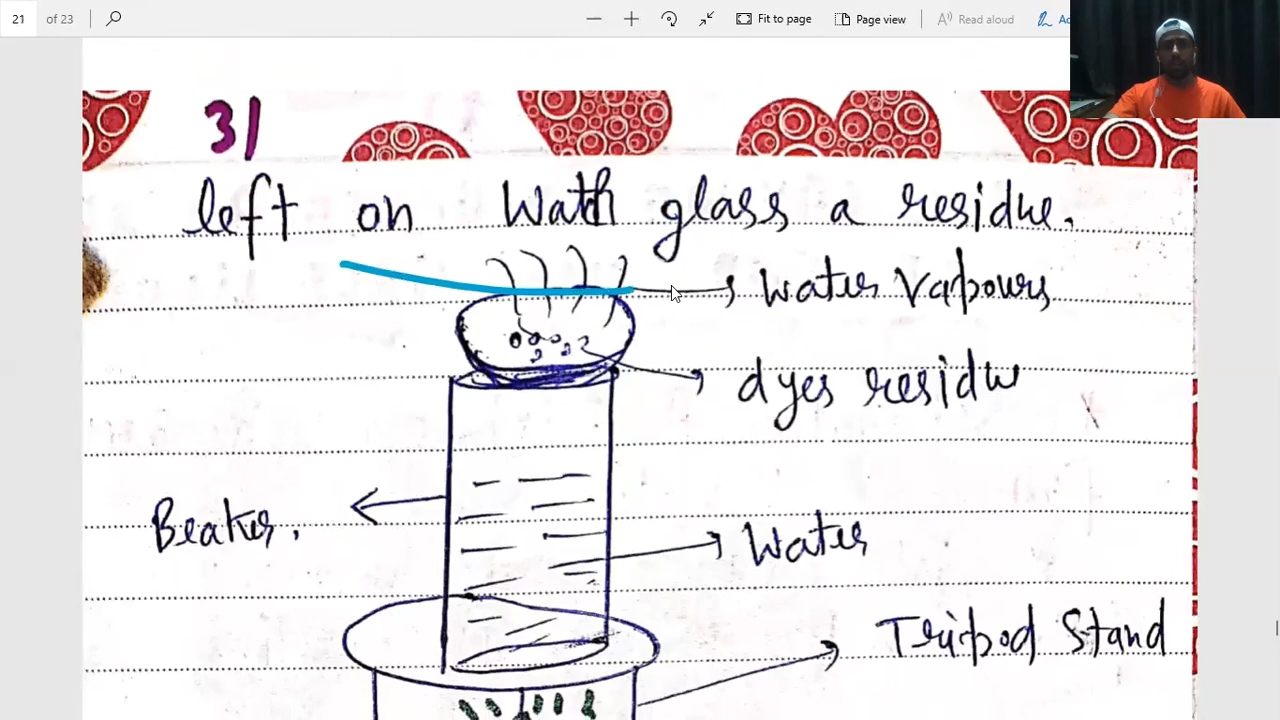 21 of 23 Fit to page Page view Read aloud
31
left on Watch glass a residue.
Water Vapours
dyes residue
Beaker.
Water
Tripod Stand